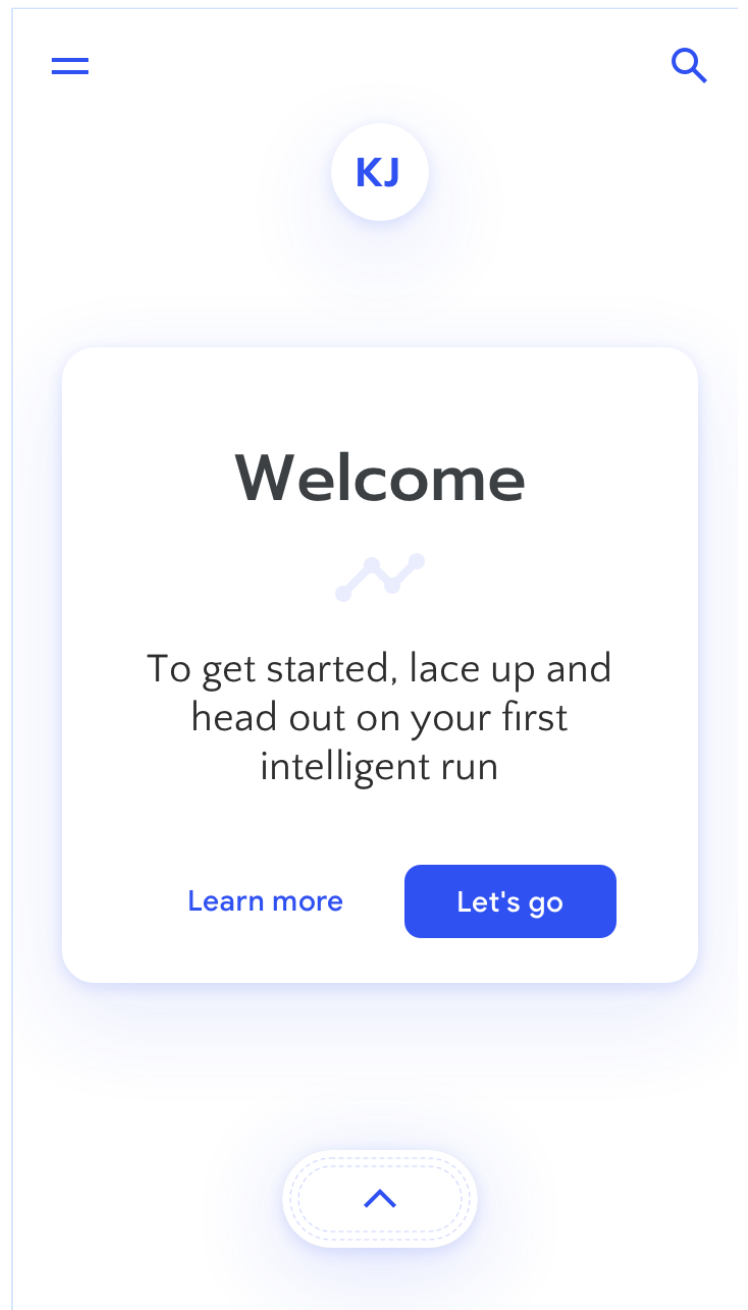 KJ
Welcome
To get started, lace up and
head out on your first
intelligent run
Learn more
Let's go